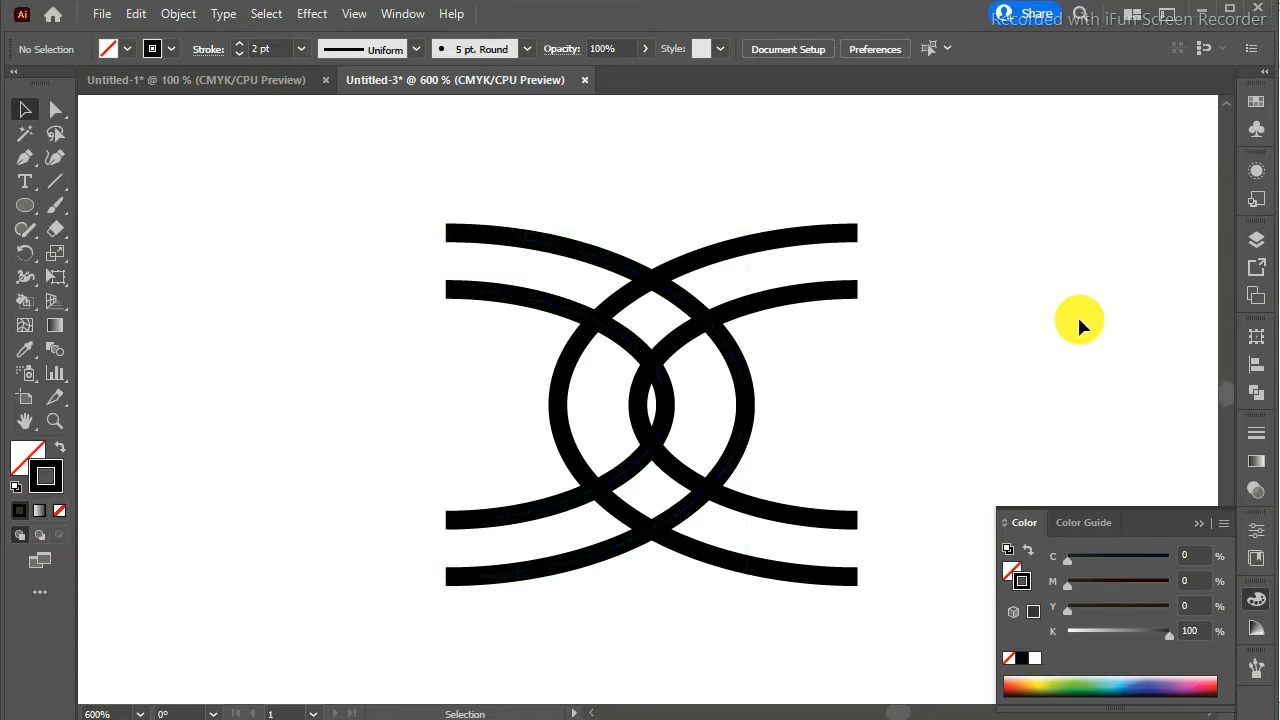 Ai File Edit Object Type Select Effect View Window Help Share
Recorded with iFun Screen Recorder
No Selection Stroke: 2 pt Uniform 5 pt. Round Opacity: 100% Style: Document Setup Preferences
Untitled-1* @ 100 % (CMYK/CPU Preview) × Untitled-3* @ 600 % (CMYK/CPU Preview) ×
Color Color Guide
C 0 %
M 0 %
Y 0 %
K 100 %
600% 0° 1 Selection